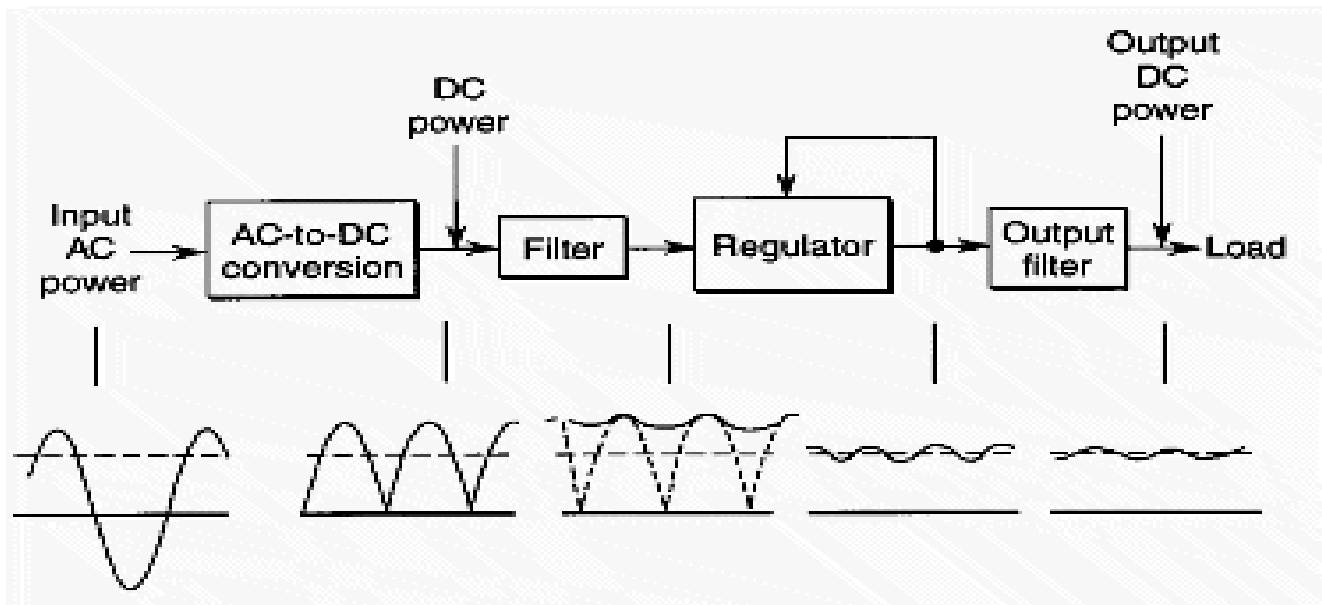 Input
AC
power
AC-to-DC
conversion
DC
power
Filter
Regulator
Output
filter
Output
DC
power
Load